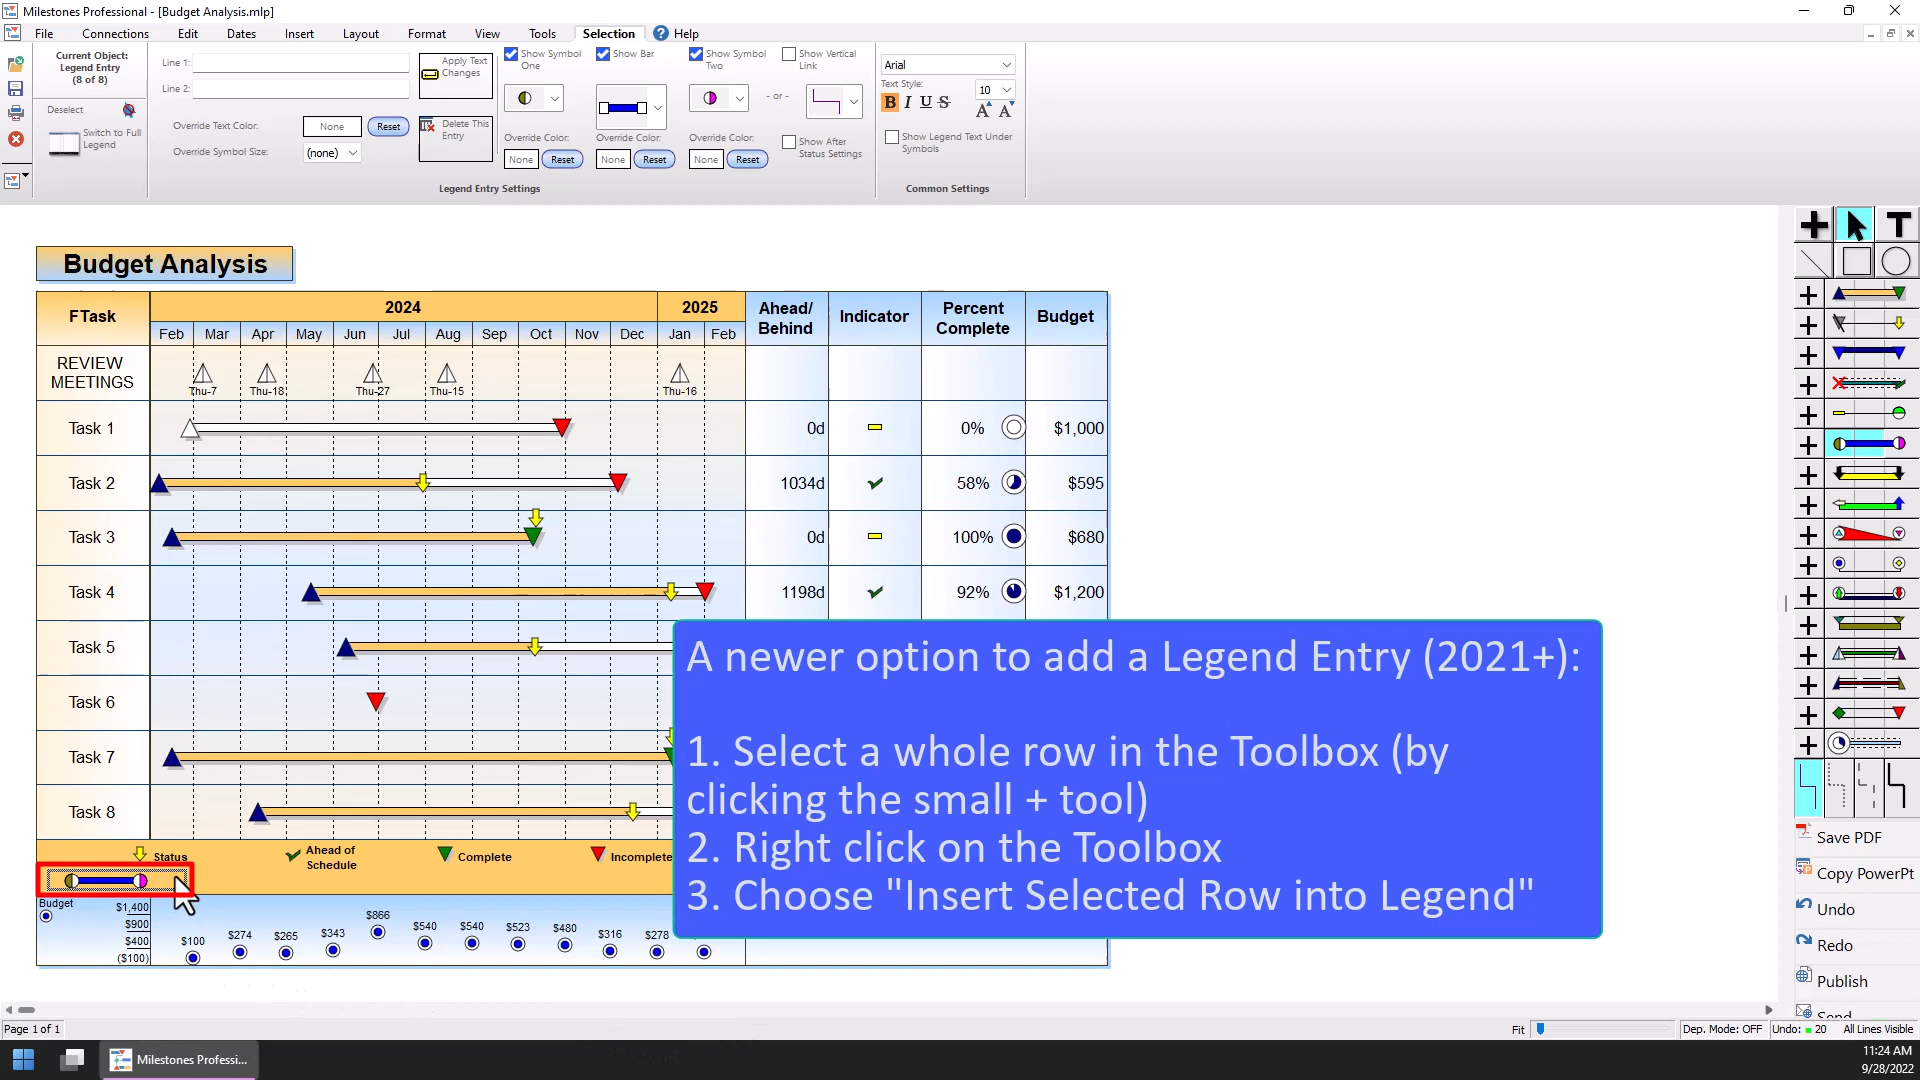 Milestones Professional - [Budget Analysis.mlp]
File
Connections
Edit
Dates
Insert
Layout
Format
View
Tools
Selection
Help
Current Object:
Legend Entry
(8 of 8)
Deselect
Switch to Full
Legend
Line 1:
Line 2:
Override Text Color:
None
Reset
Override Symbol Size:
(none)
Apply Text
Changes
Delete This
Entry
Show Symbol
One
Show Bar
Show Symbol
Two
Show Vertical
Link
- or -
Override Color:
Override Color:
Override Color:
None
Reset
None
Reset
None
Reset
Show After
Status Settings
Legend Entry Settings
Arial
Text Style:
10
B I U S
A A
Show Legend Text Under
Symbols
Common Settings
Budget Analysis
FTask
2024
2025
Ahead/
Behind
Indicator
Percent
Complete
Budget
Feb Mar Apr May Jun Jul Aug Sep Oct Nov Dec Jan Feb
REVIEW
MEETINGS
Thu-7 Thu-18 Thu-27 Thu-15 Thu-16
Task 1 0d 0% $1,000
Task 2 1034d 58% $595
Task 3 0d 100% $680
Task 4 1198d 92% $1,200
Task 5
Task 6
Task 7
Task 8
Status
Ahead of
Schedule
Complete
Incomplete
Budget
$1,400
$900
$400
($100)
$100 $274 $265 $343 $866 $540 $540 $523 $480 $316 $278
A newer option to add a Legend Entry (2021+):
1. Select a whole row in the Toolbox (by
clicking the small + tool)
2. Right click on the Toolbox
3. Choose "Insert Selected Row into Legend"
T
Save PDF
Copy PowerPt
Undo
Redo
Publish
Send
Page 1 of 1
Fit
Dep. Mode: OFF
Undo: 20
All Lines Visible
Milestones Professi...
11:24 AM
9/28/2022